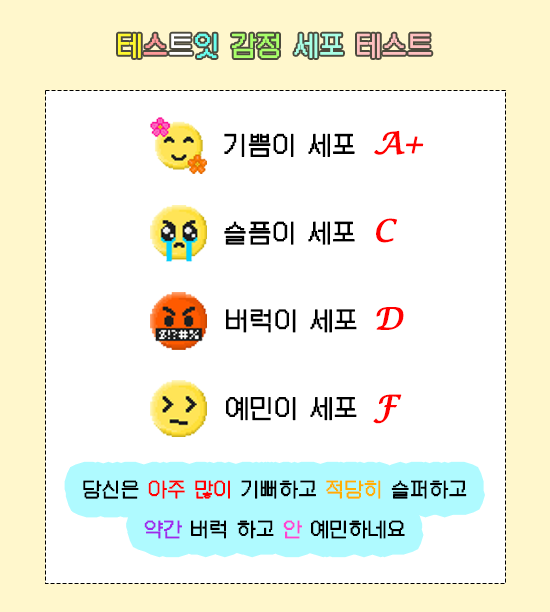 테스트잇 감정 세포 테스트
기쁨이 세포 A+
슬픔이 세포 C
버럭이 세포 D
$!?#%
예민이 세포 F
당신은 아주 많이 기뻐하고 적당히 슬퍼하고
약간 버럭 하고 안 예민하네요